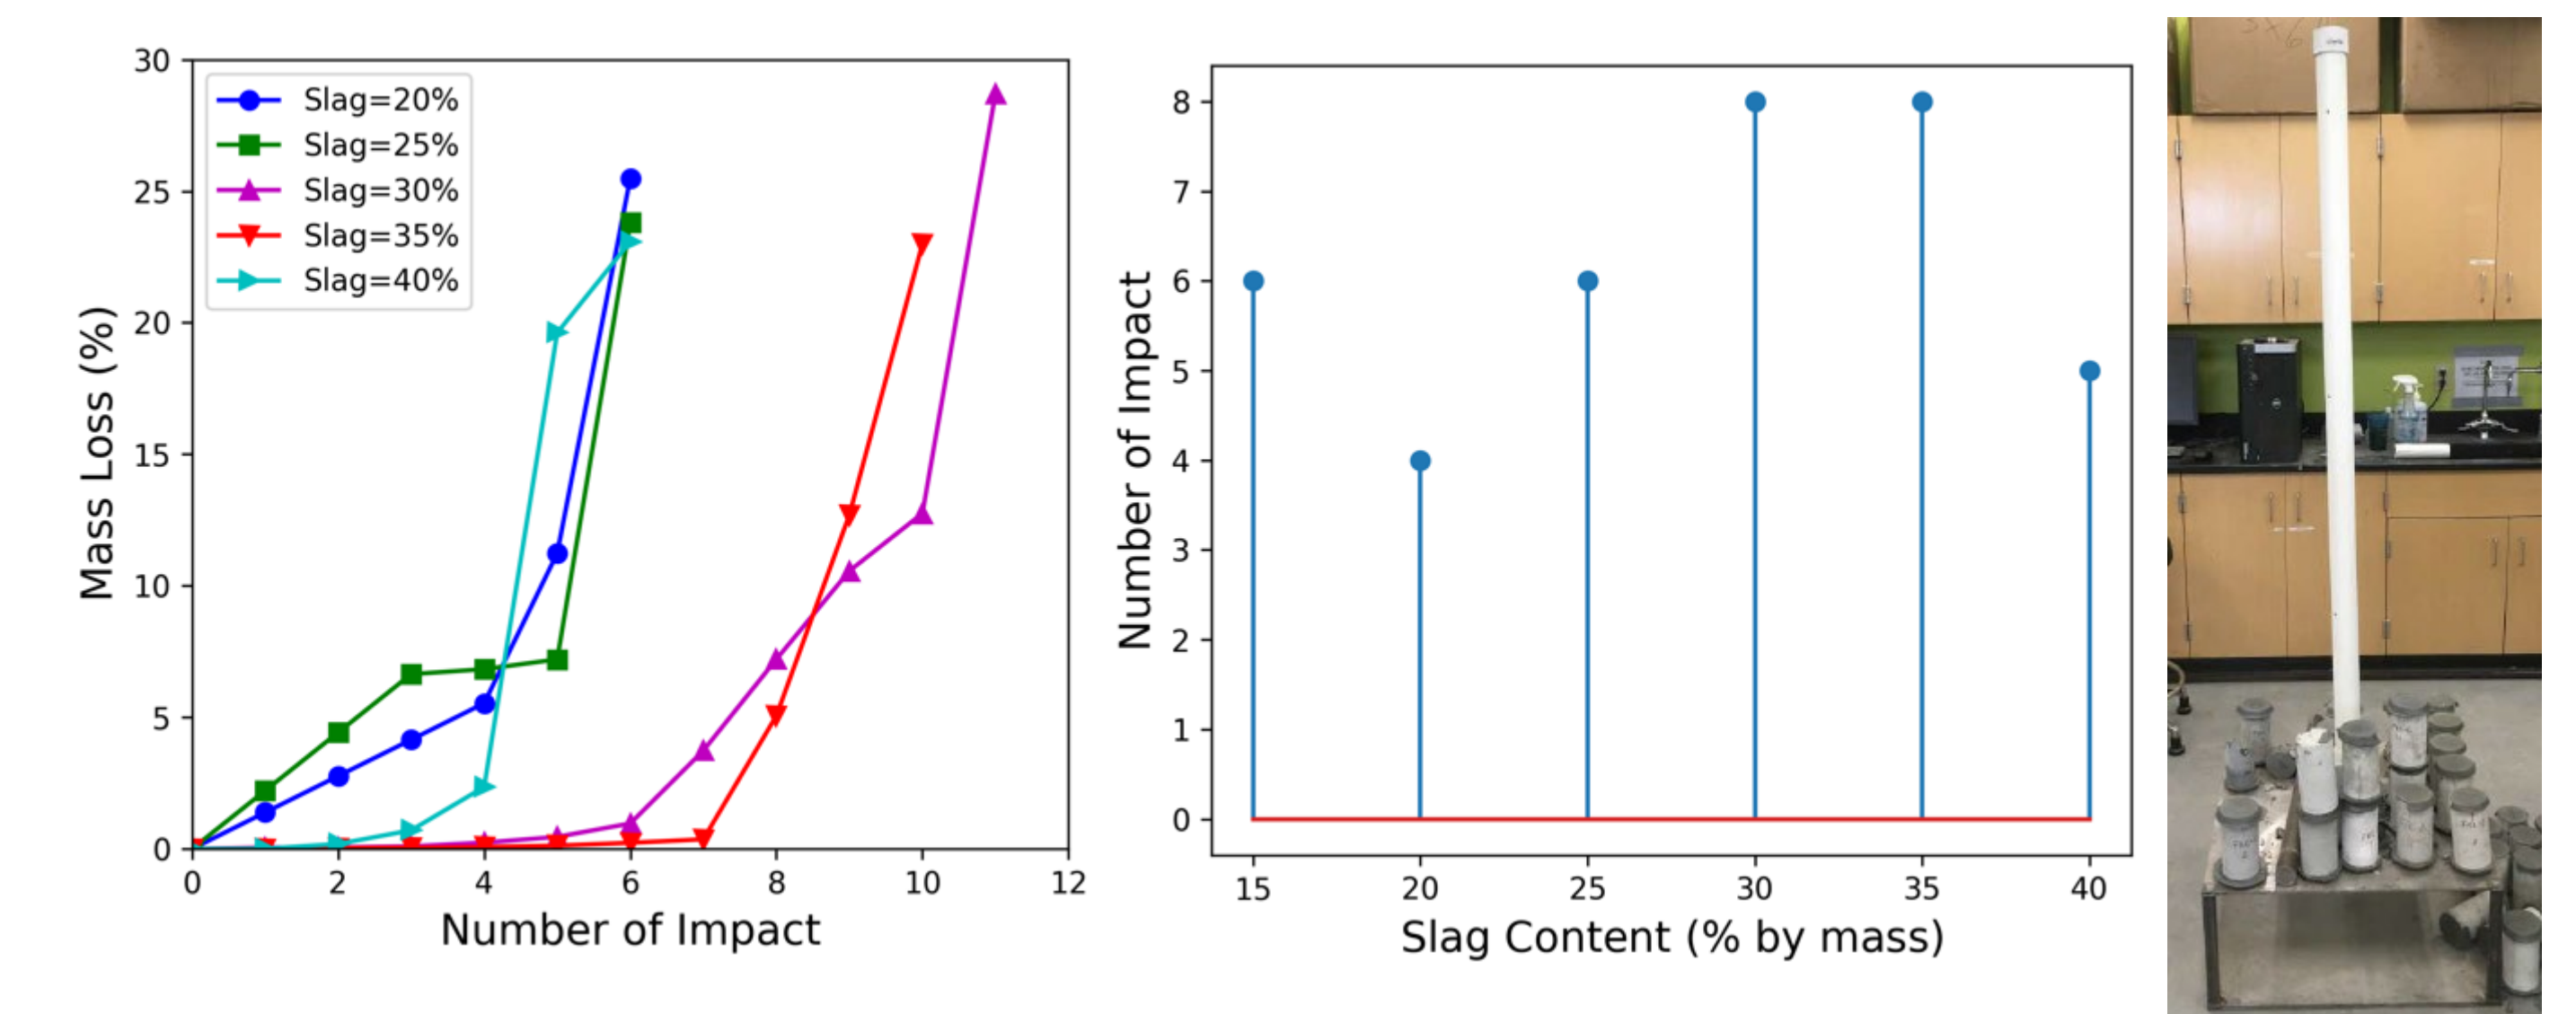 30
25
20
15
10
5
0
Mass Loss (%)
Slag=20%
Slag=25%
Slag=30%
Slag=35%
Slag=40%
0 2 4 6 8 10 12
Number of Impact
8
7
6
5
4
3
2
1
0
Number of Impact
15 20 25 30 35 40
Slag Content (% by mass)